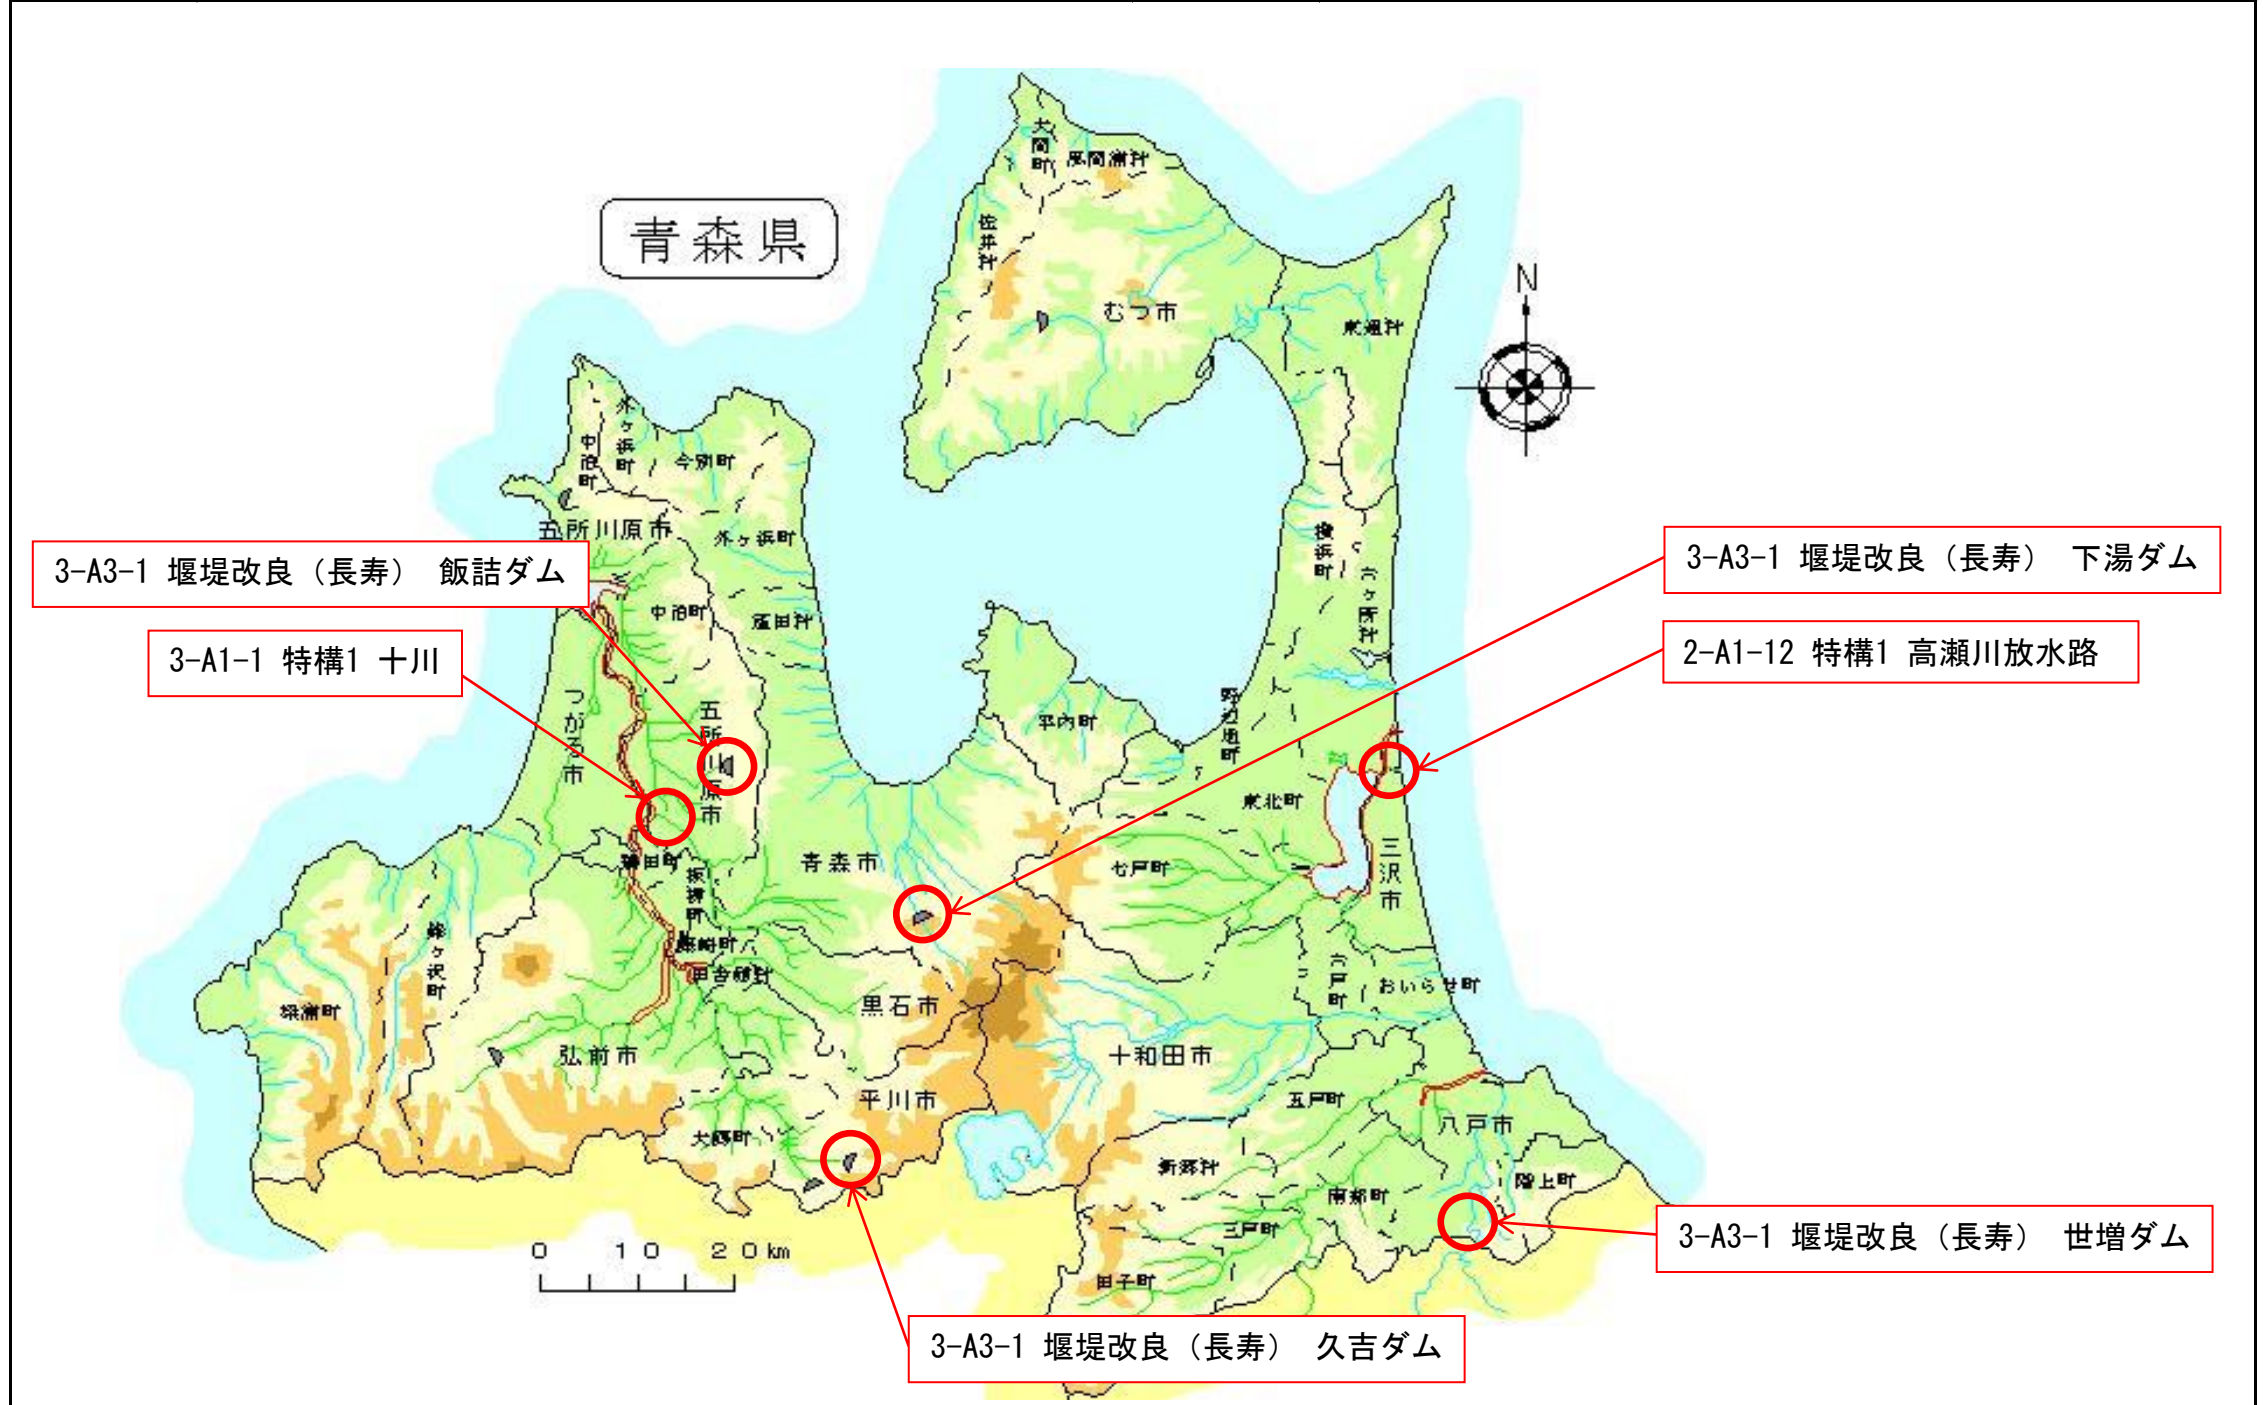 青森県
N
大間町
風間浦村
佐井村
むつ市
東通村
外ヶ浜町
中泊町
今別町
五所川原市
外ヶ浜町
横浜町
六ヶ所村
3-A3-1 堰堤改良（長寿） 飯詰ダム
3-A3-1 堰堤改良（長寿） 下湯ダム
中泊町
蓬田村
3-A1-1 特構1 十川
2-A1-12 特構1 高瀬川放水路
つがる市
五所川原市
平内町
野辺地町
東北町
鶴田町
青森市
七戸町
三沢市
板柳町
鰺ヶ沢町
藤崎町
田舎館村
六戸町
おいらせ町
深浦町
黒石市
弘前市
十和田市
平川市
五戸町
八戸市
大鰐町
新郷村
南部町
階上町
三戸町
3-A3-1 堰堤改良（長寿） 世増ダム
田子町
0 10 20km
3-A3-1 堰堤改良（長寿） 久吉ダム